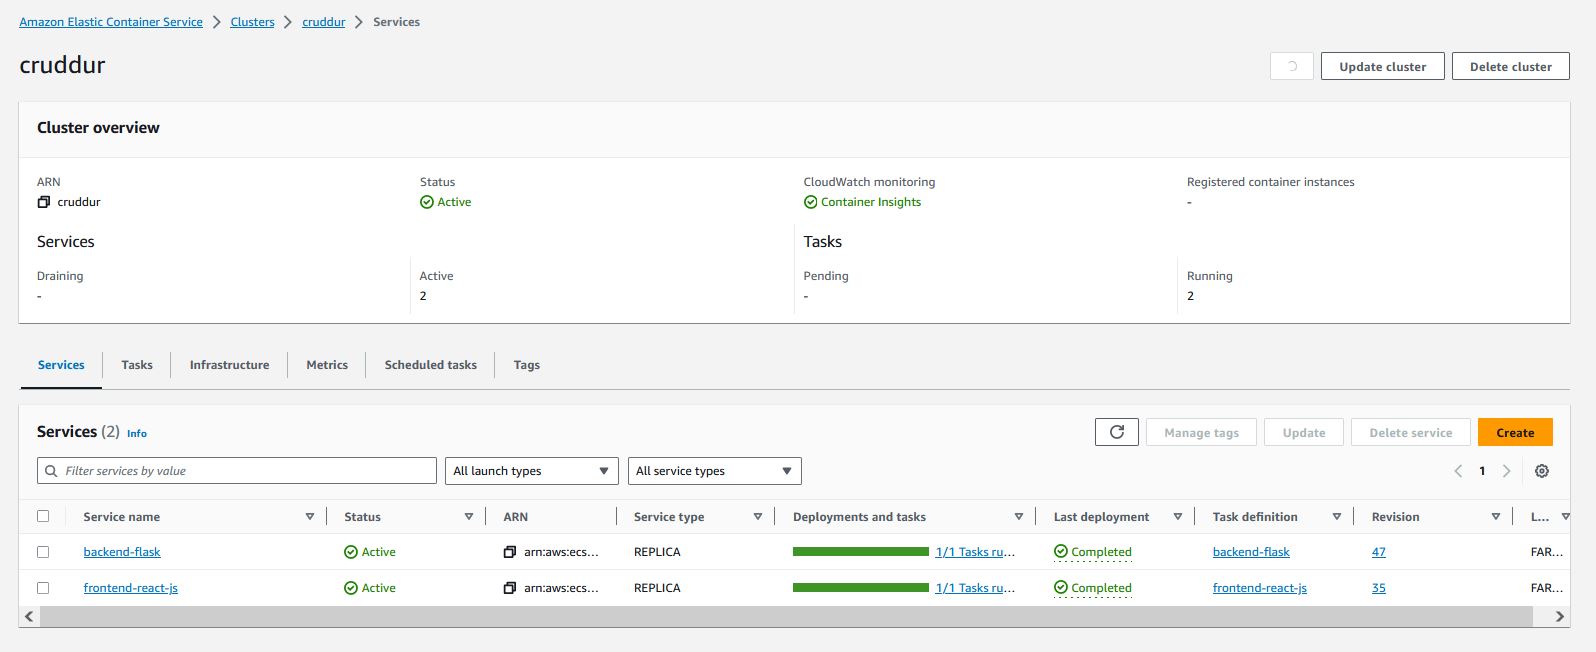 Amazon Elastic Container Service > Clusters > cruddur > Services
cruddur
Update cluster
Delete cluster
Cluster overview
ARN
cruddur
Status
Active
CloudWatch monitoring
Container Insights
Registered container instances
-
Services
Draining
-
Active
2
Tasks
Pending
-
Running
2
Services Tasks Infrastructure Metrics Scheduled tasks Tags
Services (2) Info
Manage tags Update Delete service Create
Filter services by value All launch types All service types 1
Service name Status ARN Service type Deployments and tasks Last deployment Task definition Revision L...
backend-flask Active arn:aws:ecs... REPLICA 1/1 Tasks ru... Completed backend-flask 47 FAR...
frontend-react-js Active arn:aws:ecs... REPLICA 1/1 Tasks ru... Completed frontend-react-js 35 FAR...